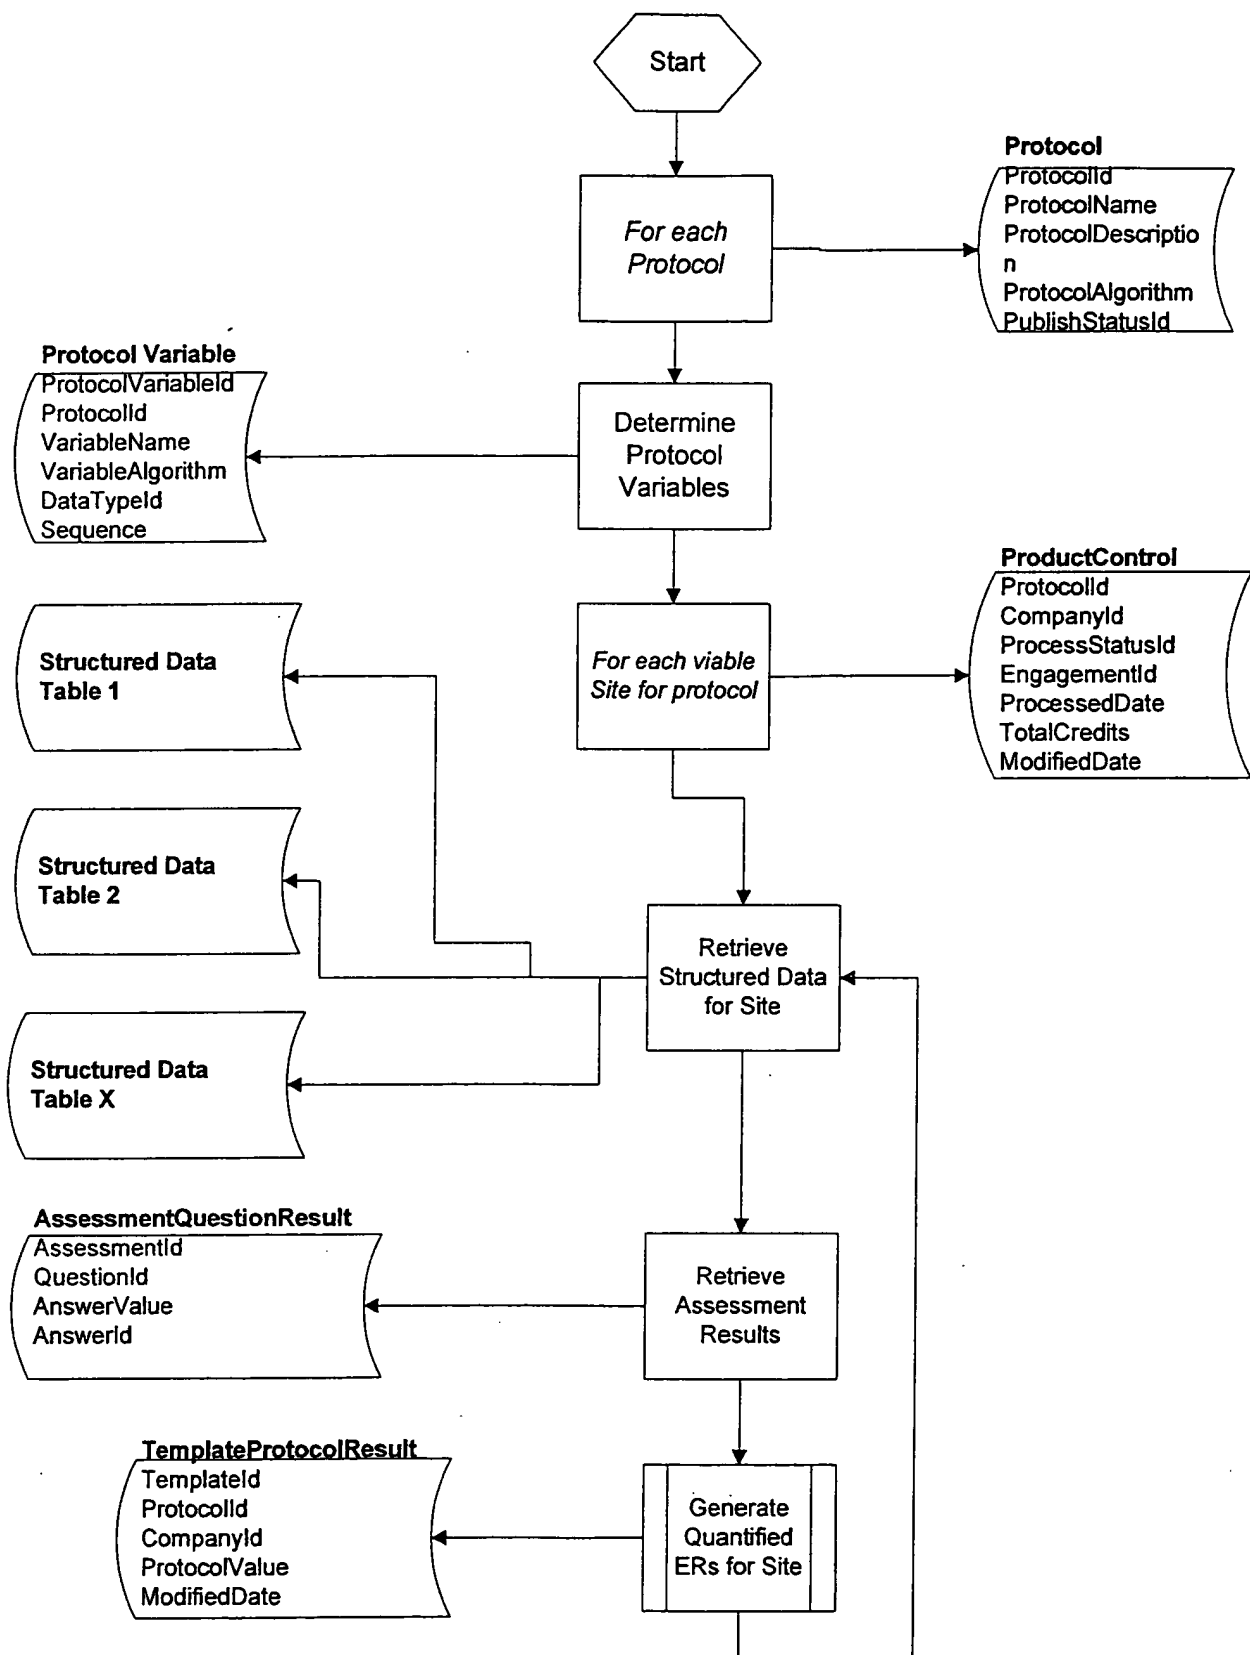 Start
For each
Protocol
Protocol
ProtocolId
ProtocolName
ProtocolDescriptio
n
ProtocolAlgorithm
PublishStatusId
Protocol Variable
ProtocolVariableId
ProtocolId
VariableName
VariableAlgorithm
DataTypeId
Sequence
Determine
Protocol
Variables
For each viable
Site for protocol
ProductControl
ProtocolId
CompanyId
ProcessStatusId
EngagementId
ProcessedDate
TotalCredits
ModifiedDate
Structured Data
Table 1
Structured Data
Table 2
Structured Data
Table X
Retrieve
Structured Data
for Site
AssessmentQuestionResult
AssessmentId
QuestionId
AnswerValue
AnswerId
Retrieve
Assessment
Results
TemplateProtocolResult
TemplateId
ProtocolId
CompanyId
ProtocolValue
ModifiedDate
Generate
Quantified
ERs for Site